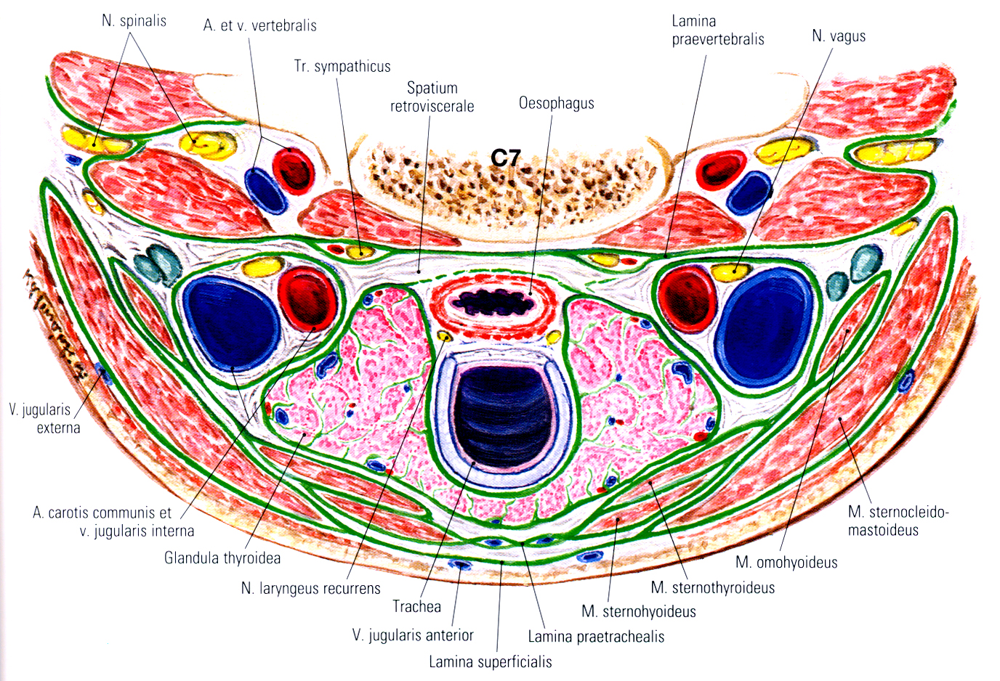 N. spinalis
A. et v. vertebralis
Tr. sympathicus
Spatium
retroviscerale
Oesophagus
Lamina
praevertebralis
N. vagus
C7
V. jugularis
externa
A. carotis communis et
v. jugularis interna
Glandula thyroidea
N. laryngeus recurrens
Trachea
V. jugularis anterior
Lamina superficialis
Lamina praetrachealis
M. sternohyoideus
M. sternothyroideus
M. omohyoideus
M. sternocleido-
mastoideus